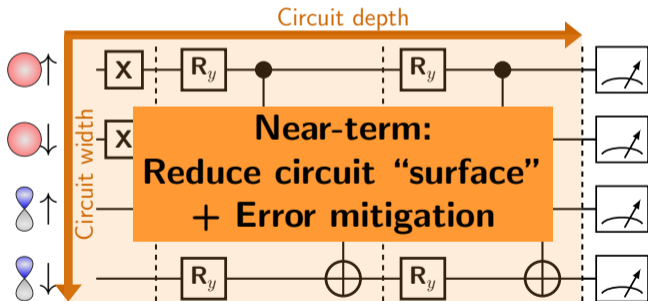 Circuit depth
Circuit width
X R_y R_y
X
Near-term:
Reduce circuit “surface”
+ Error mitigation
R_y R_y